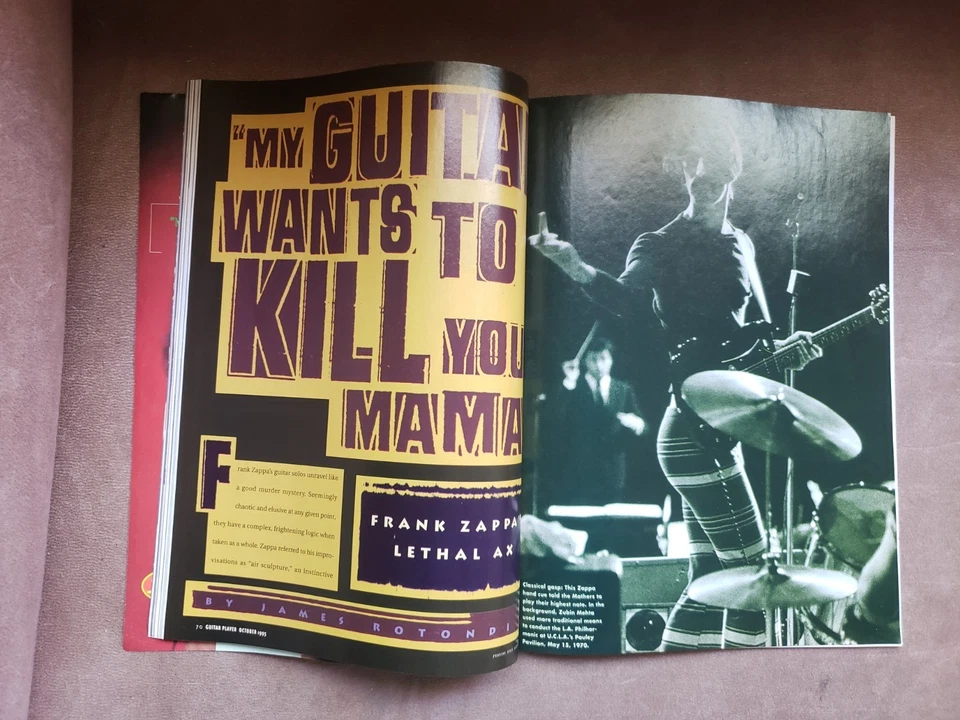 "MY GUITA
WANTS TO
KILL YOU
MAMA
Frank Zappa's guitar solos unravel like
a good murder mystery. Seemingly
chaotic and elusive at any given point,
they have a complex, frightening logic when
taken as a whole. Zappa referred to his impro-
visations as "air sculpture," an instinctive
FRANK ZAPPA'
LETHAL AX
BY JAMES ROTONDI
70 GUITAR PLAYER OCTOBER 1995
Classical gasp: This Zappa
hand cue told the Mothers to
play their highest note. In the
background, Zubin Mehta
used more traditional means
to conduct the L.A. Philhar-
monic at U.C.L.A.'s Pauley
Pavilion, May 15, 1970.